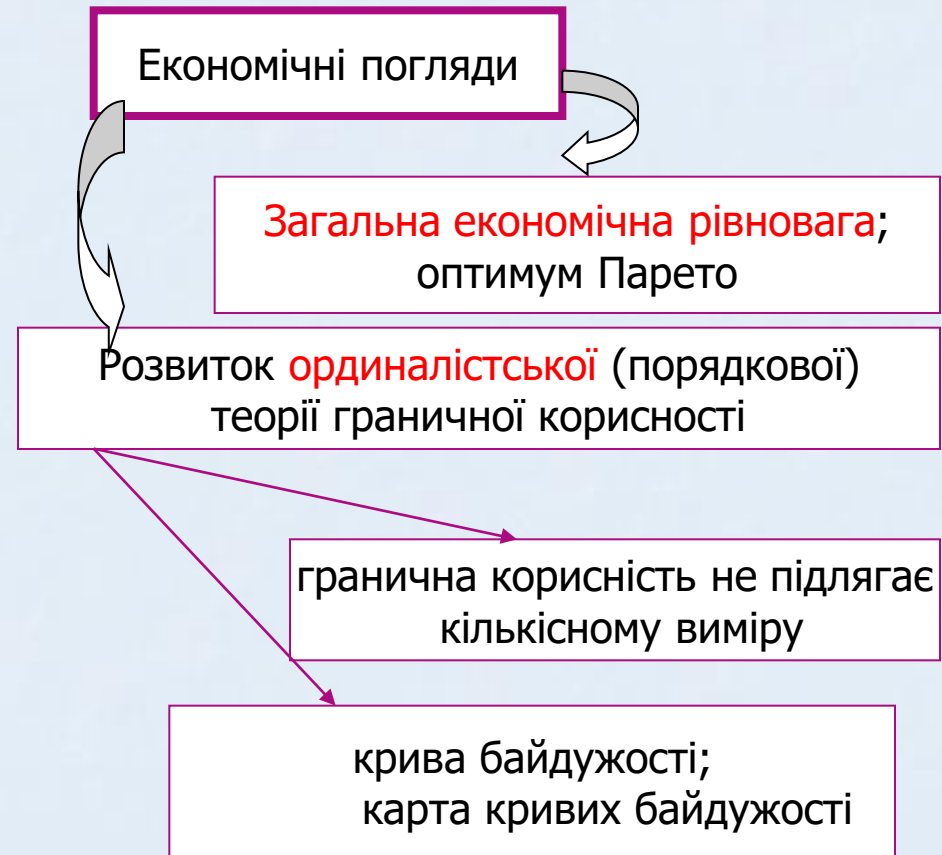 Економічні погляди
Загальна економічна рівновага;
оптимум Парето
Розвиток ординалістської (порядкової)
теорії граничної корисності
гранична корисність не підлягає
кількісному виміру
крива байдужості;
карта кривих байдужості